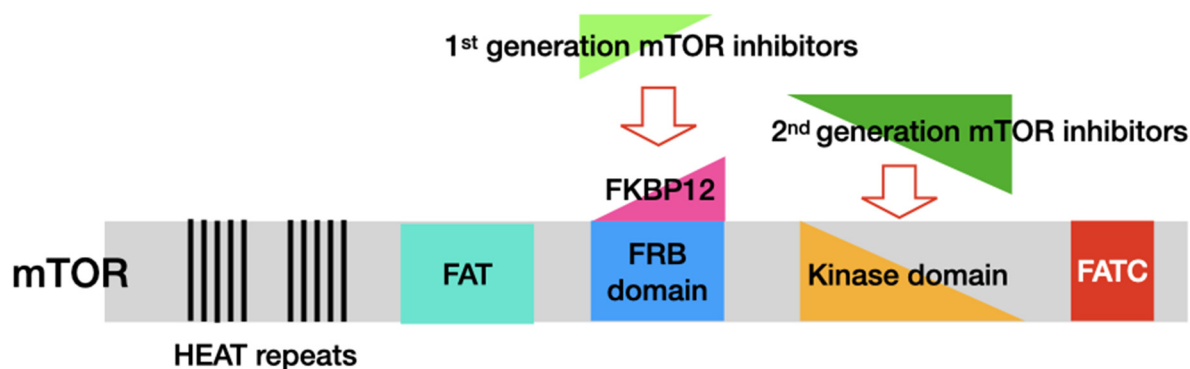 1st generation mTOR inhibitors
2nd generation mTOR inhibitors
FKBP12
mTOR
FAT
FRB
domain
Kinase domain
FATC
HEAT repeats